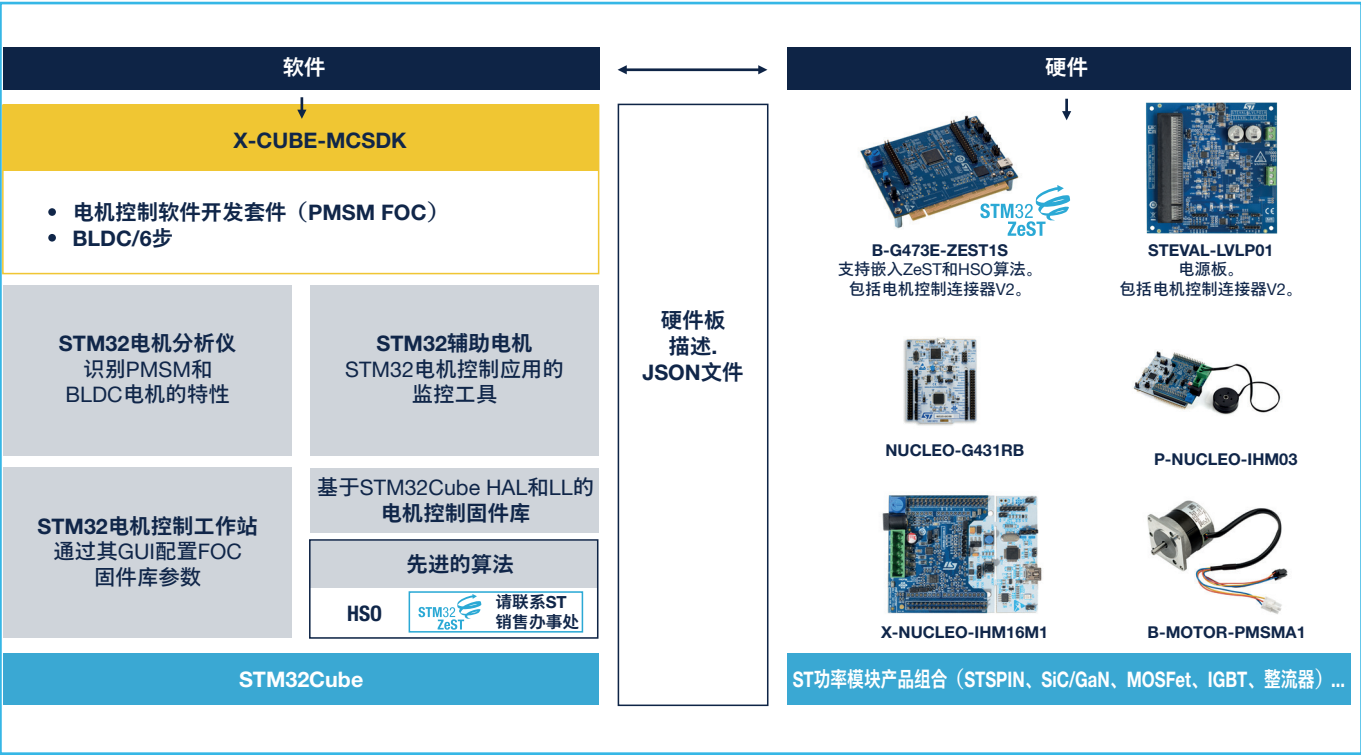 软件
硬件
X-CUBE-MCSDK
• 电机控制软件开发套件（PMSM FOC）
• BLDC/6步
STM32电机分析仪
识别PMSM和
BLDC电机的特性
STM32辅助电机
STM32电机控制应用的
监控工具
STM32电机控制工作站
通过其GUI配置FOC
固件库参数
基于STM32Cube HAL和LL的
电机控制固件库
先进的算法
HSO
STM32
ZeST
请联系ST
销售办事处
STM32Cube
硬件板
描述.
JSON文件
STM32
ZeST
B-G473E-ZEST1S
支持嵌入ZeST和HSO算法。
包括电机控制连接器V2。
STEVAL-LVLP01
电源板。
包括电机控制连接器V2。
NUCLEO-G431RB
P-NUCLEO-IHM03
X-NUCLEO-IHM16M1
B-MOTOR-PMSMA1
ST功率模块产品组合（STSPIN、SiC/GaN、MOSFet、IGBT、整流器）...